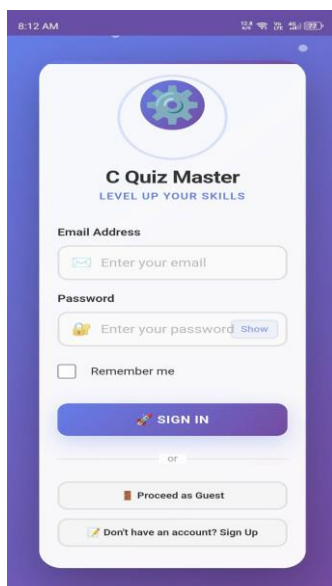 8:12 AM
C Quiz Master
LEVEL UP YOUR SKILLS
Email Address
Enter your email
Password
Enter your password Show
Remember me
SIGN IN
or
Proceed as Guest
Don't have an account? Sign Up